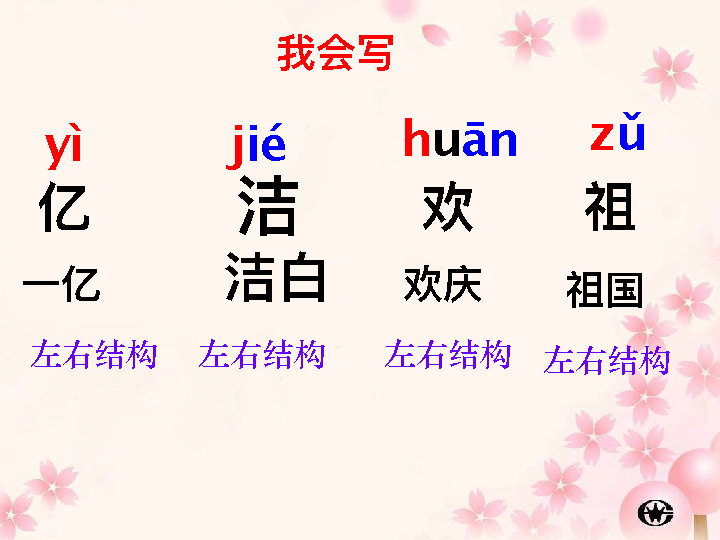 我会写
yì jié huān zǔ
亿 洁 欢 祖
一亿 洁白 欢庆 祖国
左右结构 左右结构 左右结构 左右结构